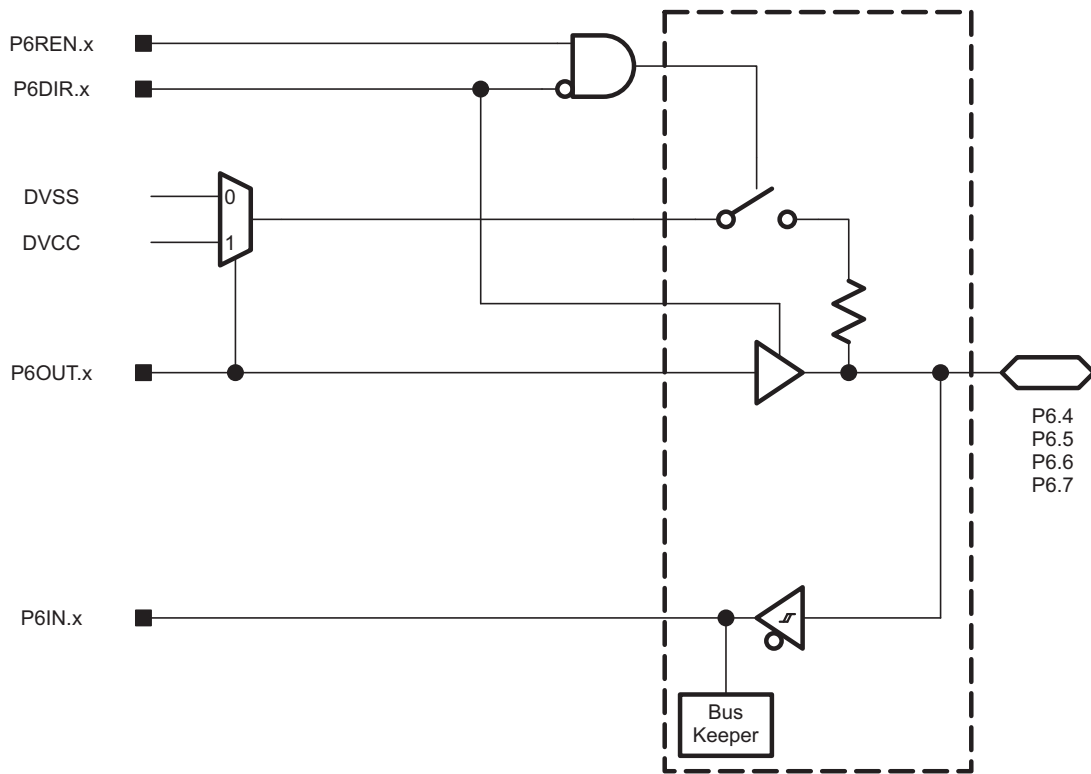 P6REN.x
P6DIR.x
DVSS
0
DVCC
1
P6OUT.x
P6.4
P6.5
P6.6
P6.7
P6IN.x
Bus
Keeper